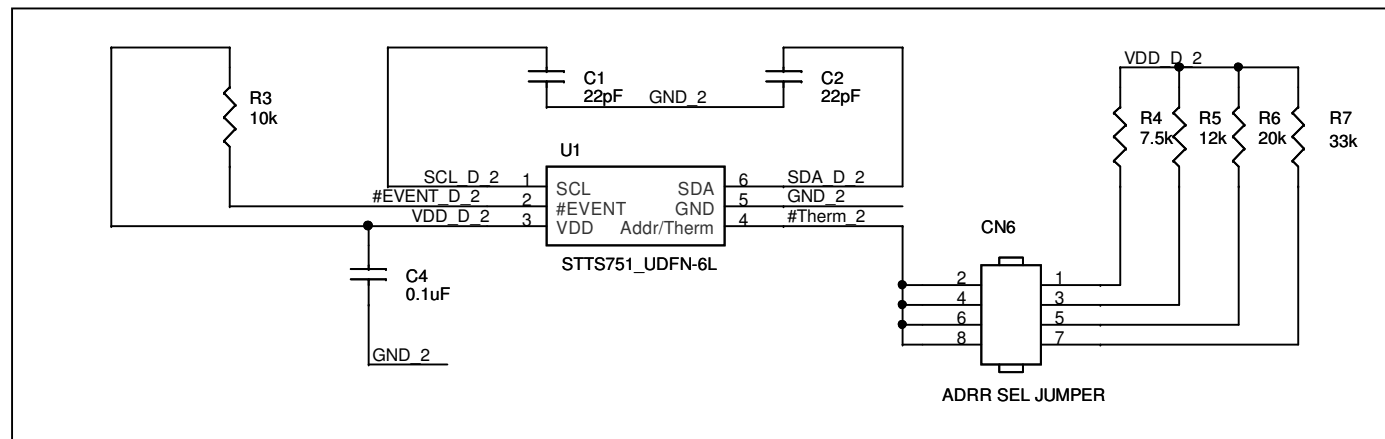 VDD_D_2
C1
22pF
C2
22pF
GND_2
R3
10k
R4
7.5k
R5
12k
R6
20k
R7
33k
U1
SCL_D_2 1 SCL SDA 6 SDA_D_2
#EVENT_D_2 2 #EVENT GND 5 GND_2
VDD_D_2 3 VDD Addr/Therm 4 #Therm_2
STTS751_UDFN-6L
CN6
C4
0.1uF
2 1
4 3
6 5
8 7
GND_2
ADRR SEL JUMPER